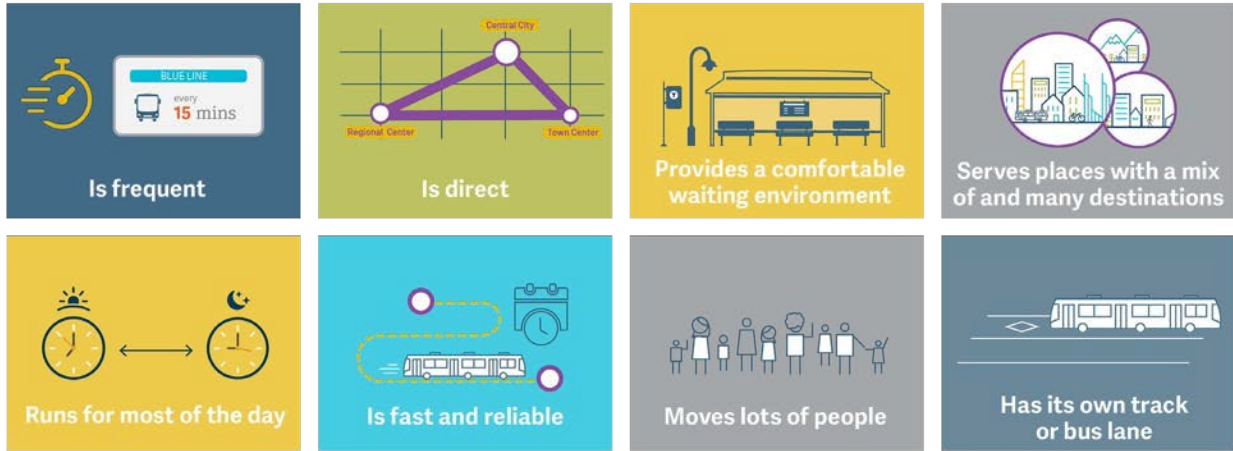 BLUE LINE
every
15 mins
Is frequent
Central City
Regional Center
Town Center
Is direct
T
Provides a comfortable
waiting environment
Serves places with a mix
of and many destinations
Runs for most of the day
Is fast and reliable
Moves lots of people
Has its own track
or bus lane